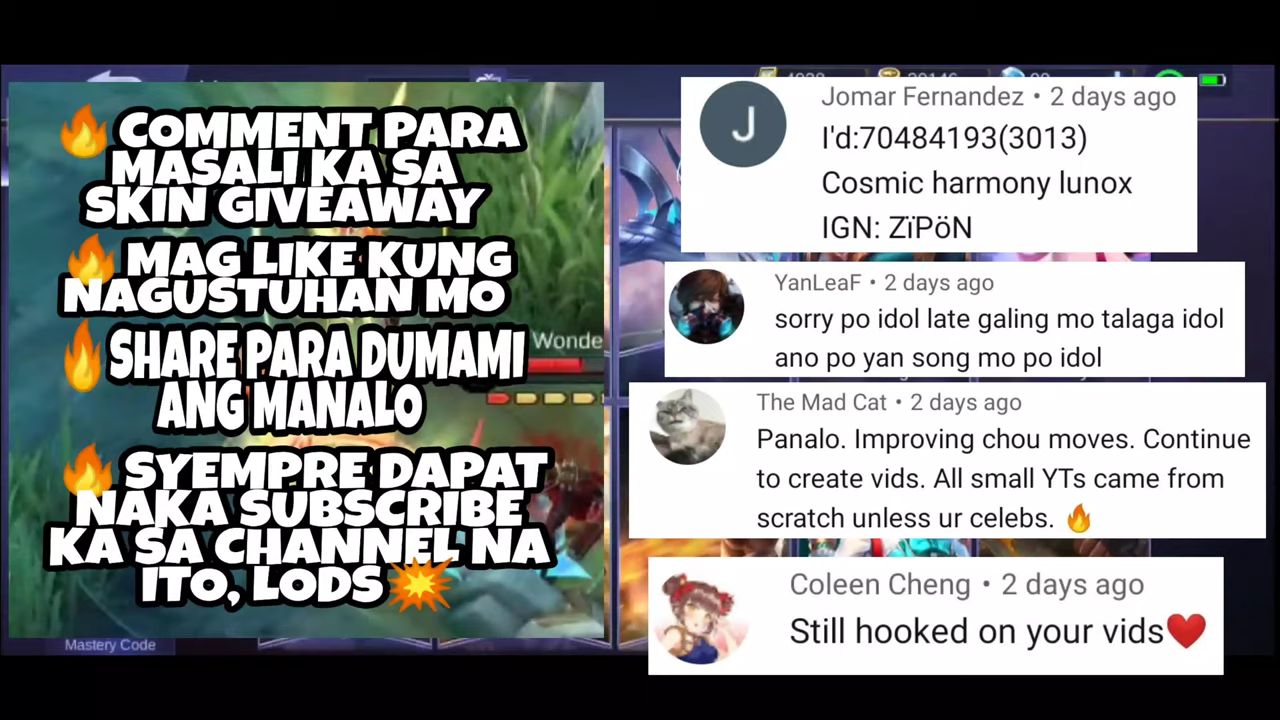 🔥 COMMENT PARA
MASALI KA SA
SKIN GIVEAWAY
🔥 MAG LIKE KUNG
NAGUSTUHAN MO
🔥 SHARE PARA DUMAMI
ANG MANALO
🔥 SYEMPRE DAPAT
NAKA SUBSCRIBE
KA SA CHANNEL NA
ITO, LODS💥
Wonde
Mastery Code
Jomar Fernandez • 2 days ago
J
I'd:70484193(3013)
Cosmic harmony lunox
IGN: ZïPöN
YanLeaF • 2 days ago
sorry po idol late galing mo talaga idol
ano po yan song mo po idol
The Mad Cat • 2 days ago
Panalo. Improving chou moves. Continue
to create vids. All small YTs came from
scratch unless ur celebs. 🔥
Coleen Cheng • 2 days ago
Still hooked on your vids❤️